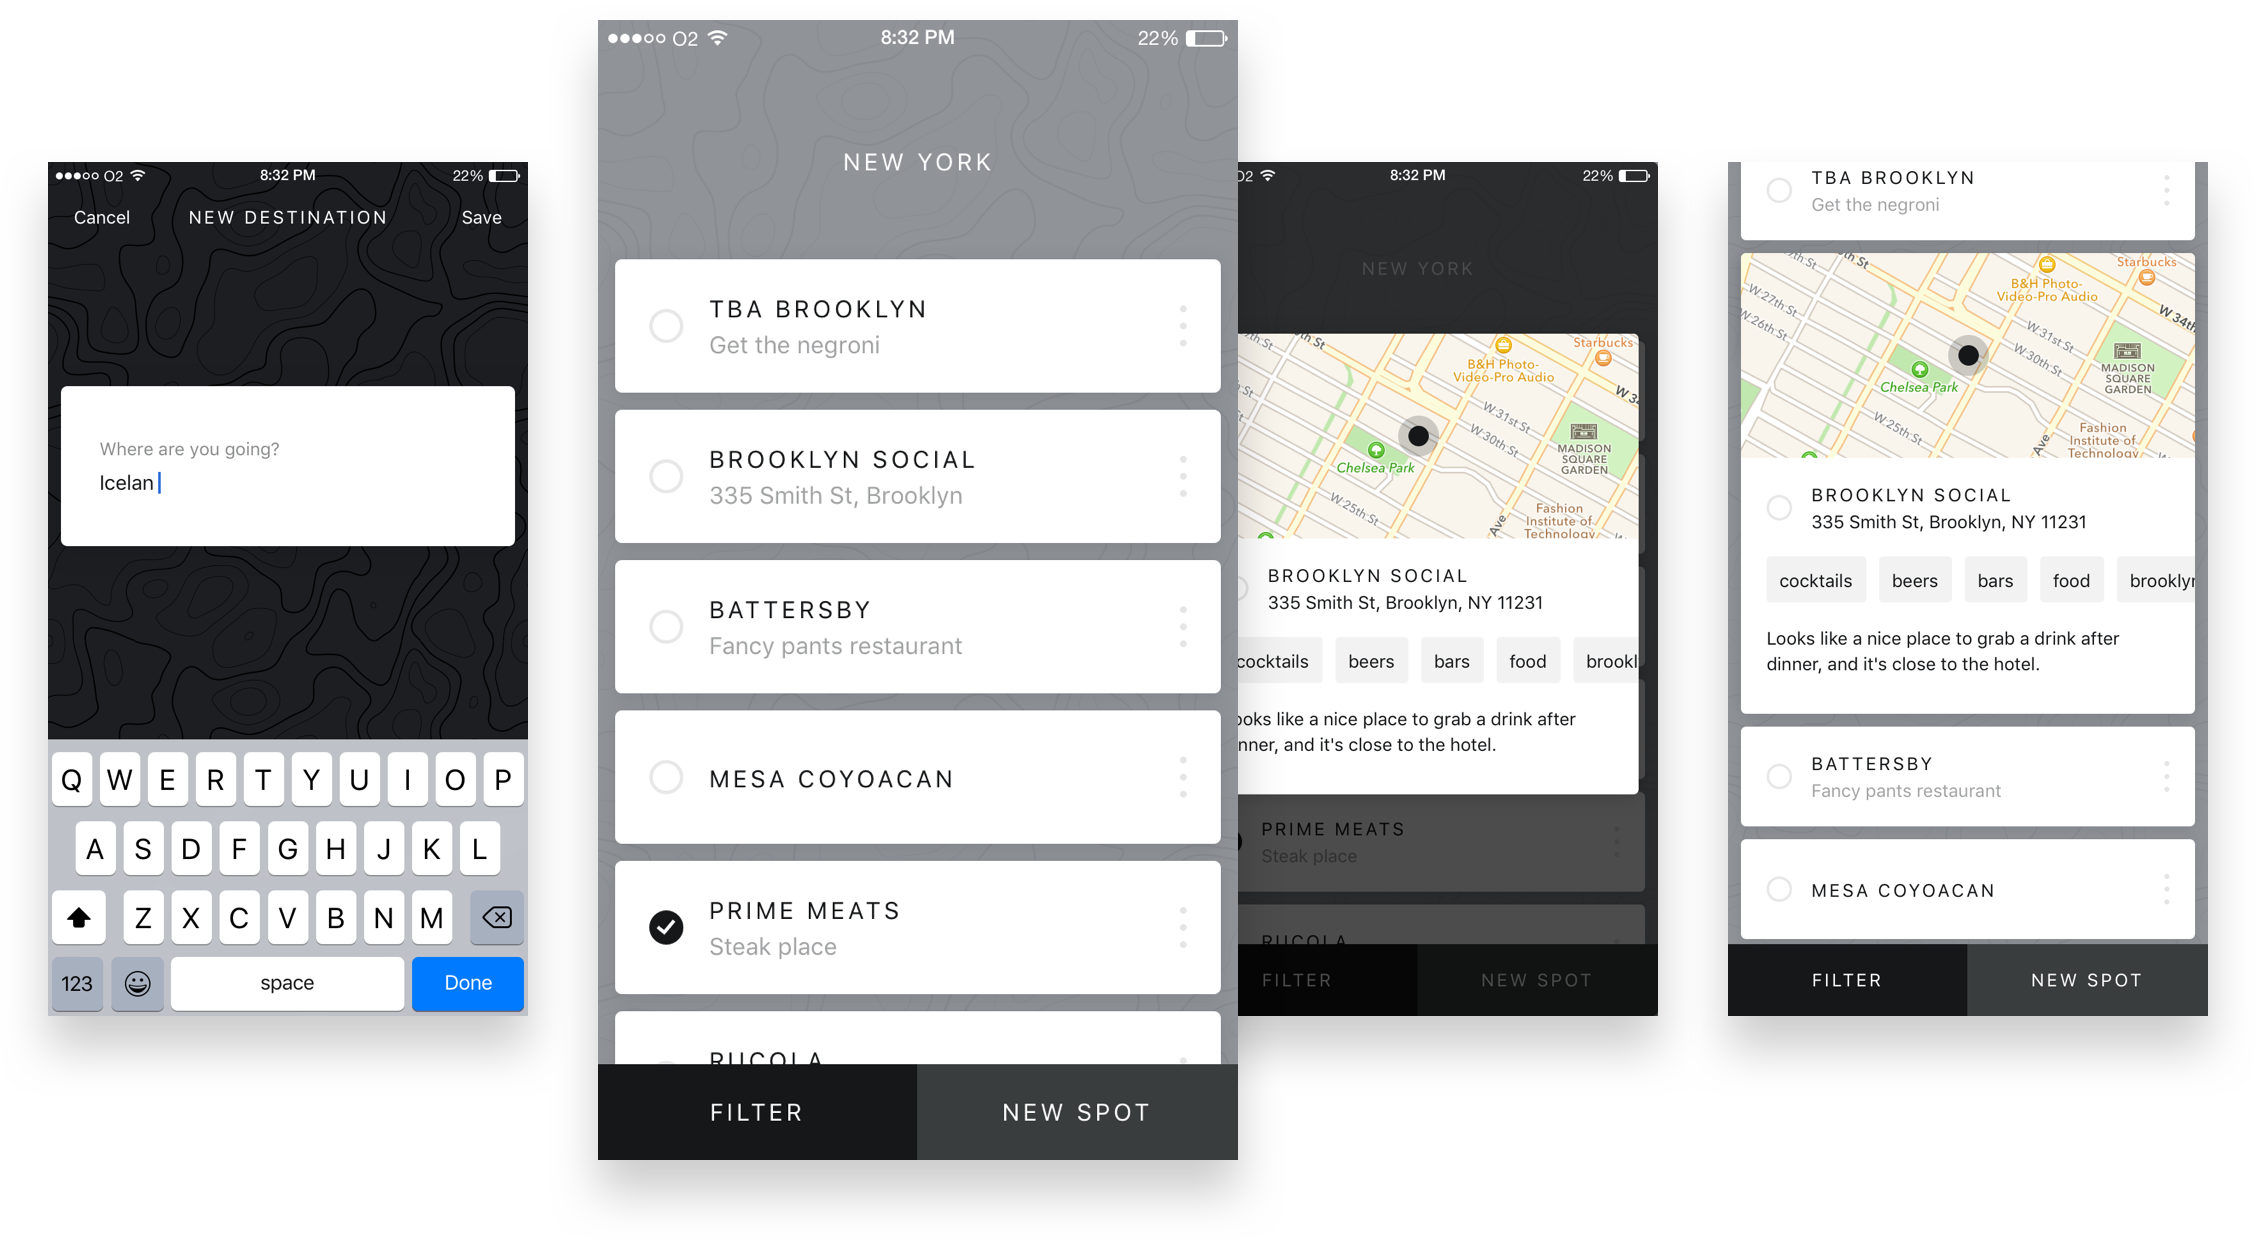 O2 8:32 PM 22%
Cancel NEW DESTINATION Save
Where are you going?
Icelan
Q W E R T Y U I O P
A S D F G H J K L
Z X C V B N M
123 space Done
O2 8:32 PM 22%
NEW YORK
TBA BROOKLYN
Get the negroni
BROOKLYN SOCIAL
335 Smith St, Brooklyn
BATTERSBY
Fancy pants restaurant
MESA COYOACAN
PRIME MEATS
Steak place
RUCOLA
FILTER NEW SPOT
O2 8:32 PM 22%
NEW YORK
Starbucks
B&H Photo-
Video-Pro Audio
W 31st St
W 30th St
MADISON
SQUARE
GARDEN
Chelsea Park
W 25th St
Ave
Fashion
Institute of
Technology
BROOKLYN SOCIAL
335 Smith St, Brooklyn, NY 11231
cocktails beers bars food brookl
ooks like a nice place to grab a drink after
nner, and it's close to the hotel.
PRIME MEATS
Steak place
RUCOLA
FILTER NEW SPOT
TBA BROOKLYN
Get the negroni
Starbucks
B&H Photo-
Video-Pro Audio
W 27th St
W 26th St
W 34th
W 31st St
W 30th St
MADISON
SQUARE
GARDEN
Chelsea Park
W 25th St
Ave
Fashion
Institute of
Technology
BROOKLYN SOCIAL
335 Smith St, Brooklyn, NY 11231
cocktails beers bars food brooklyn
Looks like a nice place to grab a drink after
dinner, and it's close to the hotel.
BATTERSBY
Fancy pants restaurant
MESA COYOACAN
FILTER NEW SPOT